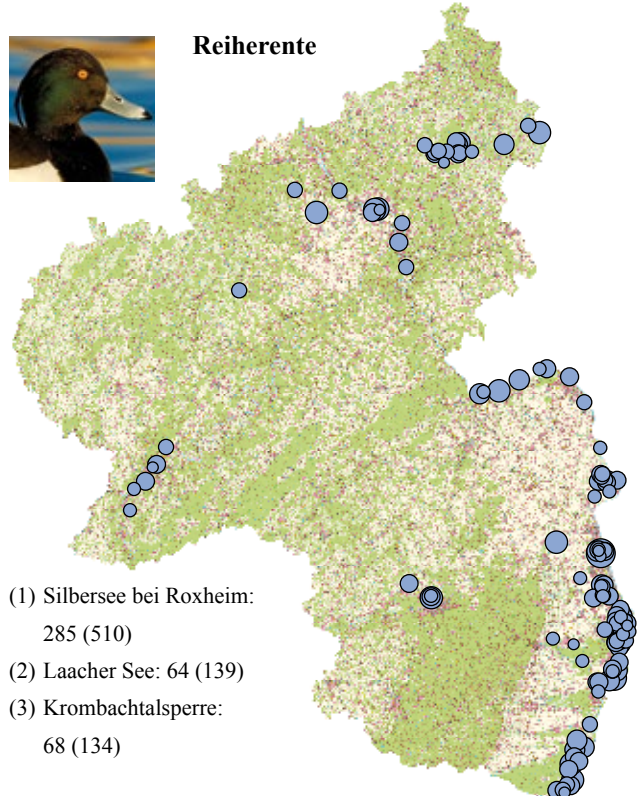 Reiherente
(1) Silbersee bei Roxheim:
285 (510)
(2) Laacher See: 64 (139)
(3) Krombachtalsperre:
68 (134)